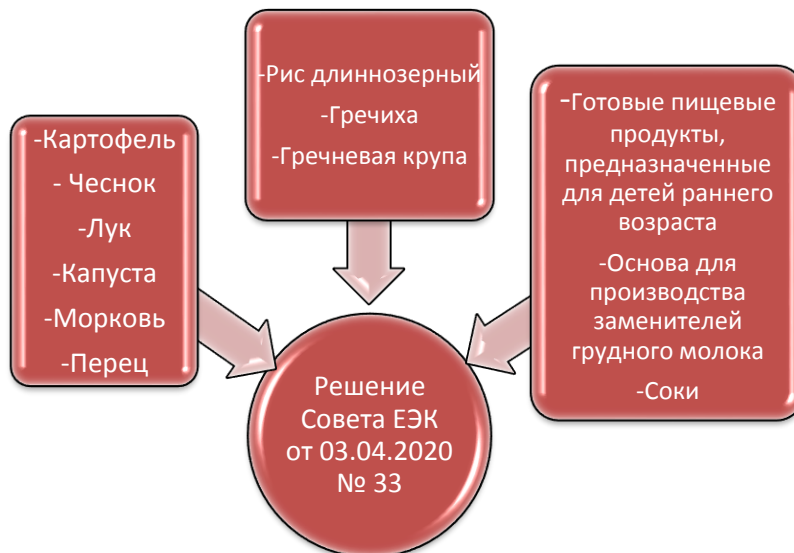 -Картофель
- Чеснок
-Лук
-Капуста
-Морковь
-Перец
-Рис длиннозерный
-Гречиха
-Гречневая крупа
-Готовые пищевые
продукты,
предназначенные
для детей раннего
возраста
-Основа для
производства
заменителей
грудного молока
-Соки
Решение
Совета ЕЭК
от 03.04.2020
№ 33